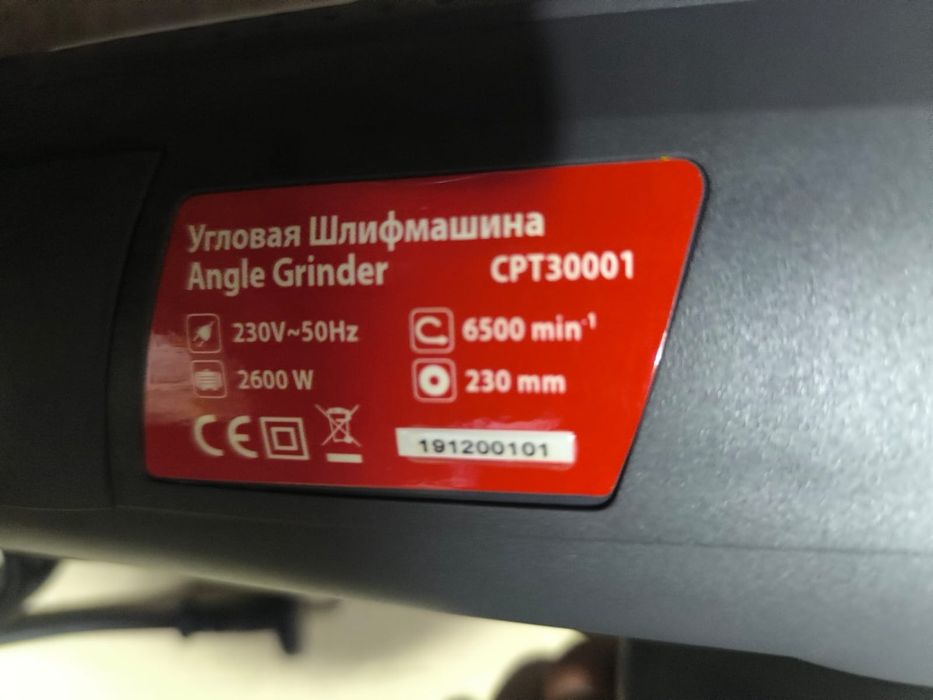 Угловая Шлифмашина
Angle Grinder CPT30001
230V~50Hz 6500 min⁻¹
2600 W 230 mm
CE 191200101